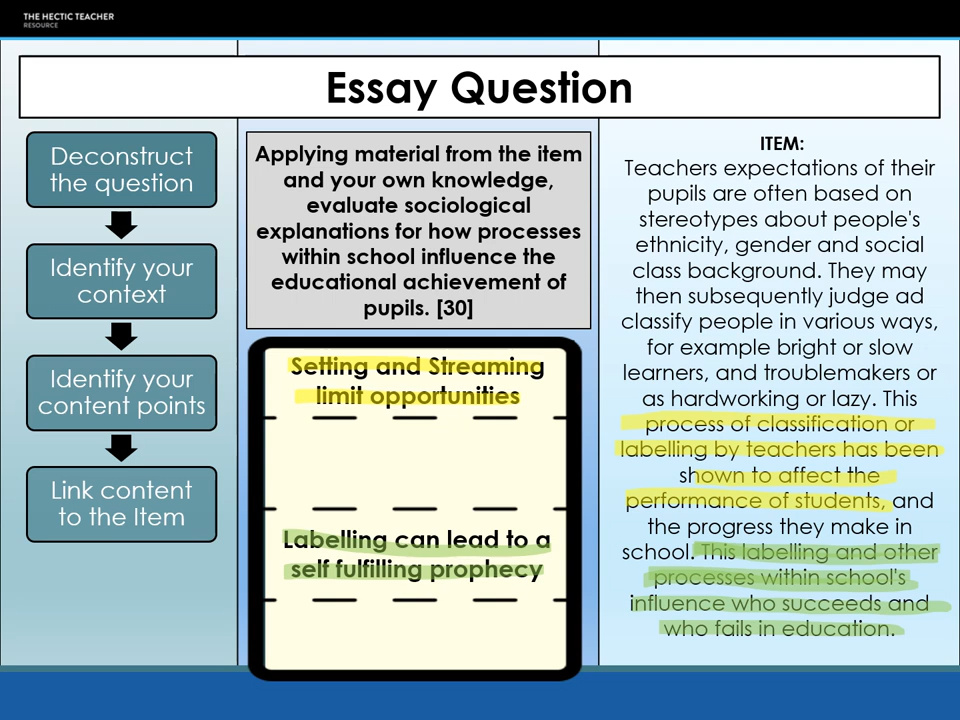 THE HECTIC TEACHER
RESOURCE
Essay Question
Deconstruct
the question
Identify your
context
Identify your
content points
Link content
to the Item
Applying material from the item
and your own knowledge,
evaluate sociological
explanations for how processes
within school influence the
educational achievement of
pupils. [30]
Setting and Streaming
limit opportunities
Labelling can lead to a
self fulfilling prophecy
ITEM:
Teachers expectations of their
pupils are often based on
stereotypes about people's
ethnicity, gender and social
class background. They may
then subsequently judge ad
classify people in various ways,
for example bright or slow
learners, and troublemakers or
as hardworking or lazy. This
process of classification or
labelling by teachers has been
shown to affect the
performance of students, and
the progress they make in
school. This labelling and other
processes within school's
influence who succeeds and
who fails in education.